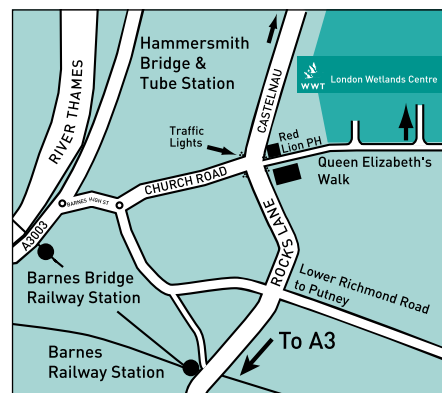 Hammersmith
Bridge &
Tube Station
RIVER THAMES
CASTELNAU
WWT
London Wetlands Centre
Traffic
Lights
Red
Lion PH
Queen Elizabeth's
Walk
CHURCH ROAD
BARNES HIGH ST
A3003
ROCKS LANE
Barnes Bridge
Railway Station
Lower Richmond Road
to Putney
To A3
Barnes
Railway Station